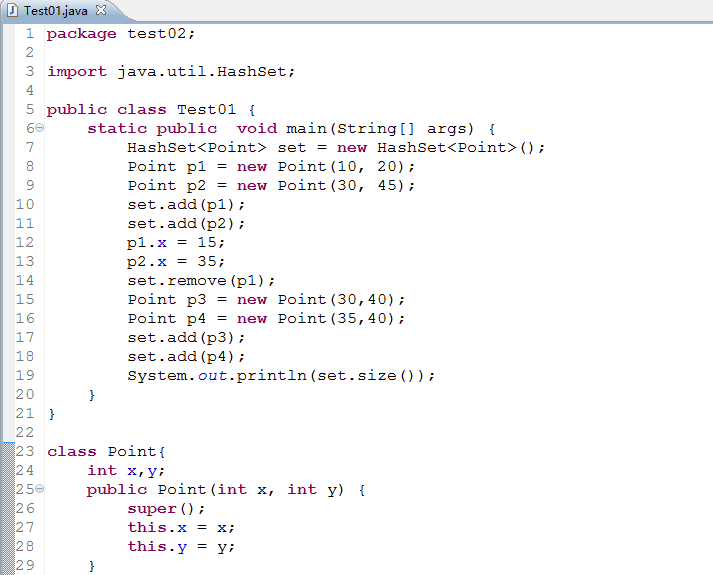 Test01.java
1 package test02;
2
3 import java.util.HashSet;
4
5 public class Test01 {
6 static public  void main(String[] args) {
7 HashSet<Point> set = new HashSet<Point>();
8 Point p1 = new Point(10, 20);
9 Point p2 = new Point(30, 45);
10 set.add(p1);
11 set.add(p2);
12 p1.x = 15;
13 p2.x = 35;
14 set.remove(p1);
15 Point p3 = new Point(30,40);
16 Point p4 = new Point(35,40);
17 set.add(p3);
18 set.add(p4);
19 System.out.println(set.size());
20 }
21 }
22
23 class Point{
24 int x,y;
25 public Point(int x, int y) {
26 super();
27 this.x = x;
28 this.y = y;
29 }